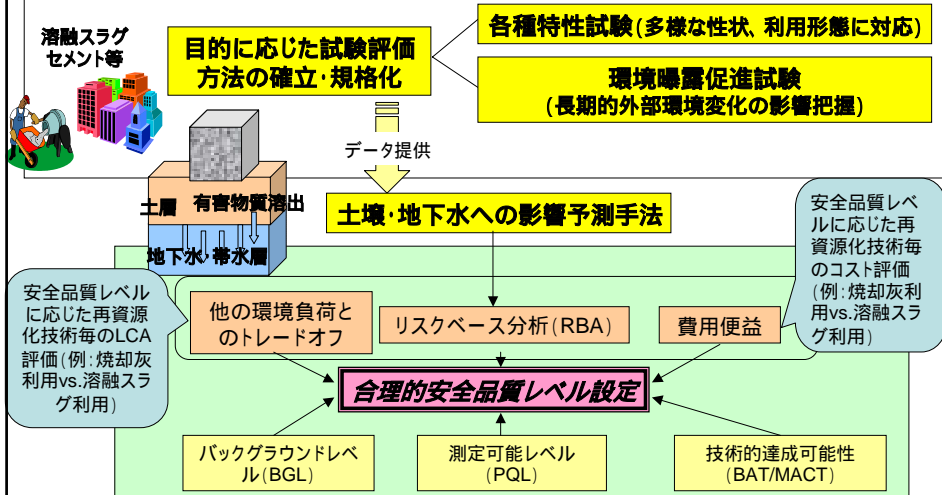 溶融スラグ
セメント等
目的に応じた試験評価
方法の確立・規格化
各種特性試験(多様な性状、利用形態に対応)
環境曝露促進試験
(長期的外部環境変化の影響把握)
データ提供
土層 有害物質溶出
地下水・帯水層
土壌・地下水への影響予測手法
安全品質レベ
ルに応じた再
資源化技術毎
のコスト評価
(例:焼却灰利
用vs.溶融スラ
グ利用)
安全品質レベル
に応じた再資源
化技術毎のLCA
評価(例:焼却灰
利用vs.溶融スラ
グ利用)
他の環境負荷と
のトレードオフ
リスクベース分析(RBA)
費用便益
合理的安全品質レベル設定
バックグラウンドレベ
ル(BGL)
測定可能レベル
(PQL)
技術的達成可能性
(BAT/MACT)